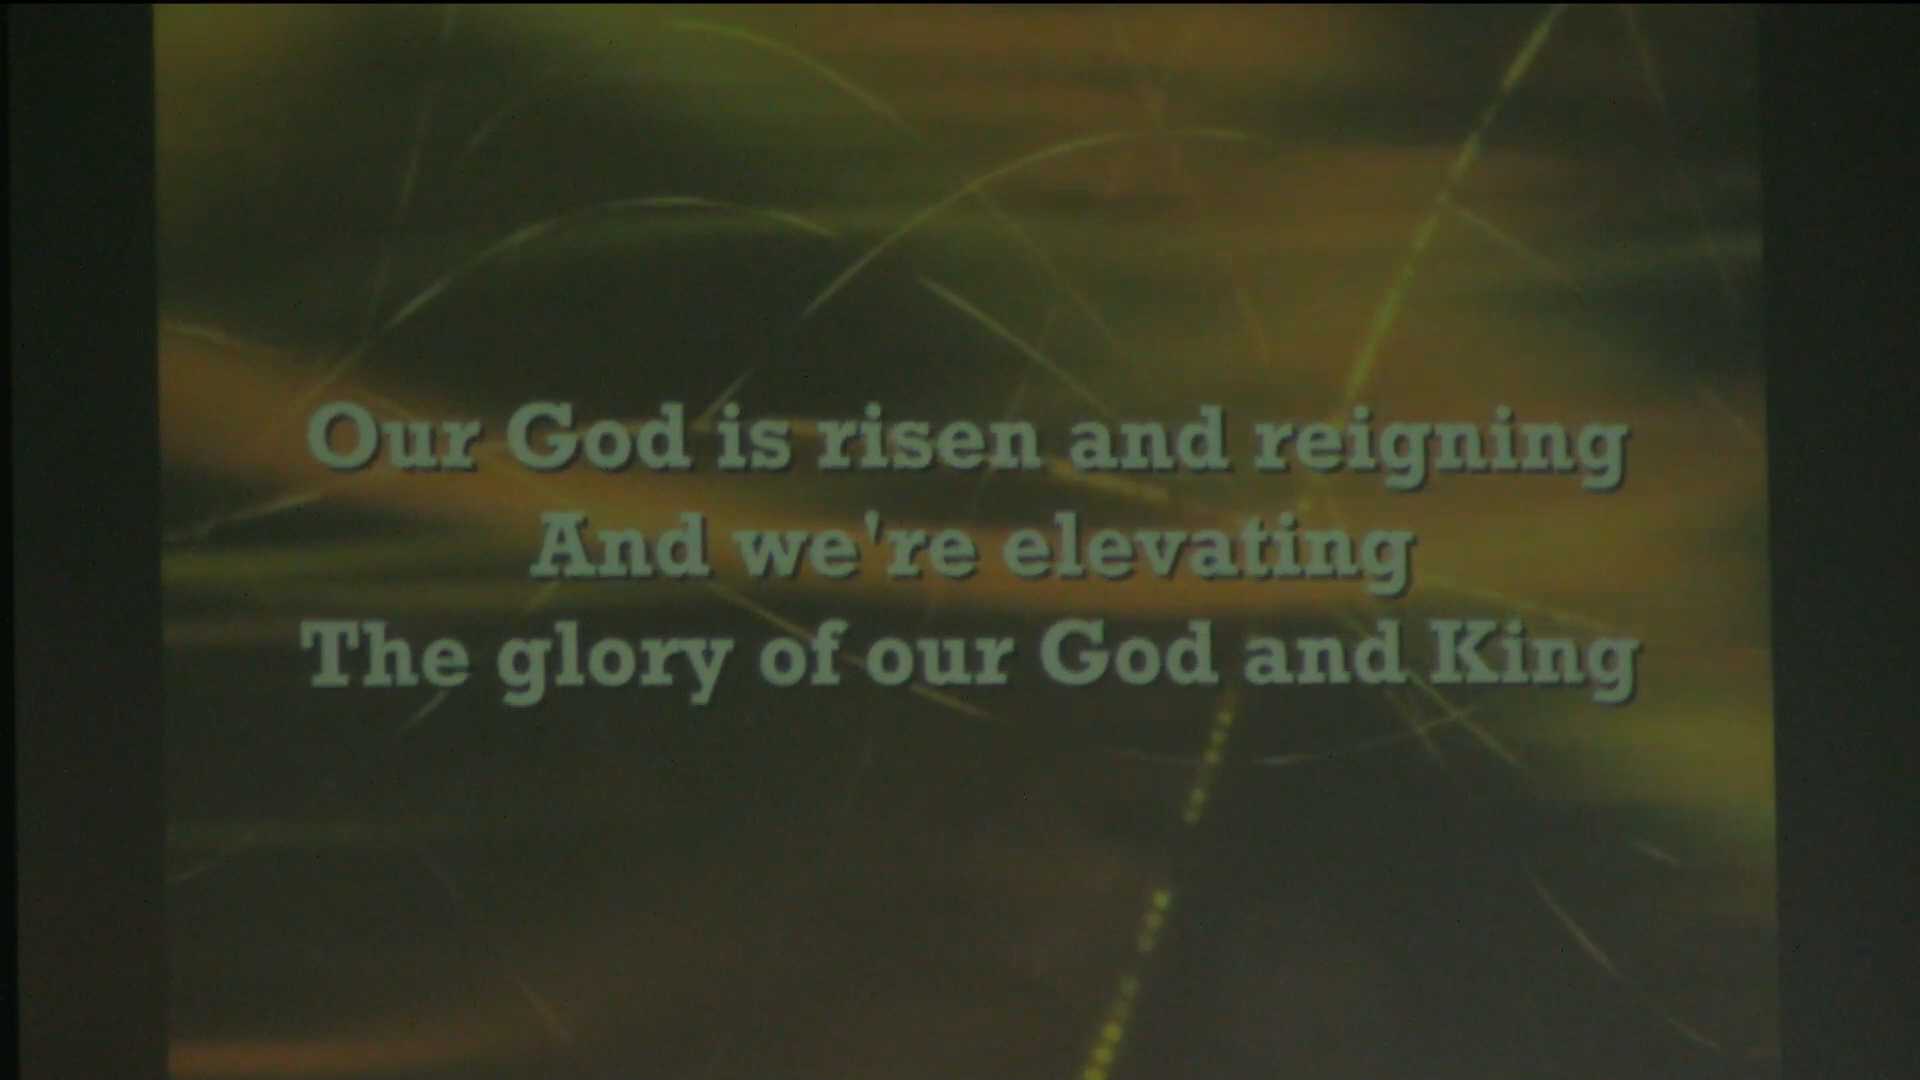 Our God is risen and reigning
And we're elevating
The glory of our God and King